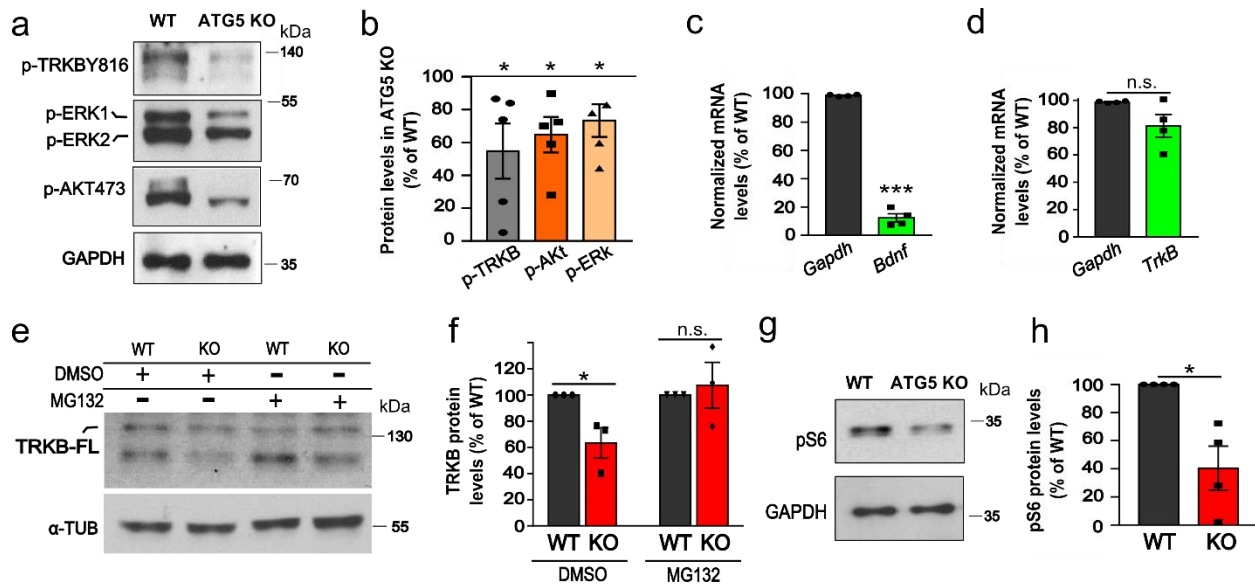 a
WT ATG5 KO
kDa
p-TRKBY816
140
p-ERK1
p-ERK2
55
p-AKT473
70
GAPDH
35
b
Protein levels in ATG5 KO
(% of WT)
100
80
60
40
20
0
* * *
p-TRKB
p-AKt
p-ERk
c
Normalized mRNA
levels (% of WT)
100
80
60
40
20
0
***
Gapdh
Bdnf
d
Normalized mRNA
levels (% of WT)
100
80
60
40
20
0
n.s.
Gapdh
TrkB
e
WT KO WT KO
DMSO + + - -
MG132 - - + +
kDa
TRKB-FL
130
α-TUB
55
f
TRKB protein
levels (% of WT)
120
100
80
60
40
20
0
*
n.s.
WT KO WT KO
DMSO MG132
g
WT ATG5 KO
kDa
pS6
35
GAPDH
35
h
pS6 protein levels
(% of WT)
100
80
60
40
20
0
*
WT KO